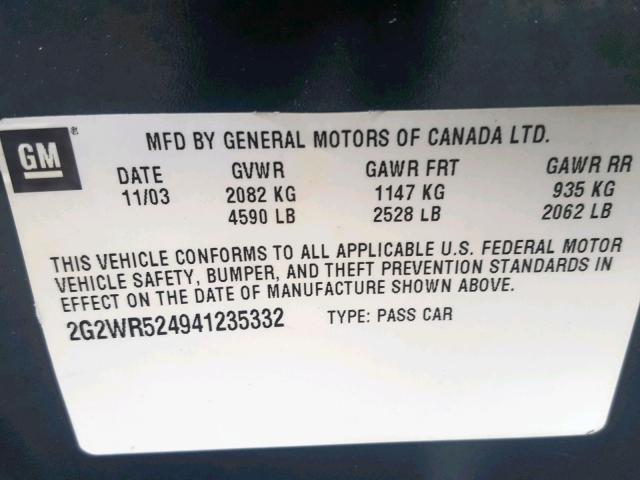 GM ®
MFD BY GENERAL MOTORS OF CANADA LTD.
DATE GVWR GAWR FRT GAWR RR
11/03 2082 KG 1147 KG 935 KG
4590 LB 2528 LB 2062 LB
THIS VEHICLE CONFORMS TO ALL APPLICABLE U.S. FEDERAL MOTOR
VEHICLE SAFETY, BUMPER, AND THEFT PREVENTION STANDARDS IN
EFFECT ON THE DATE OF MANUFACTURE SHOWN ABOVE.
2G2WR524941235332 TYPE: PASS CAR